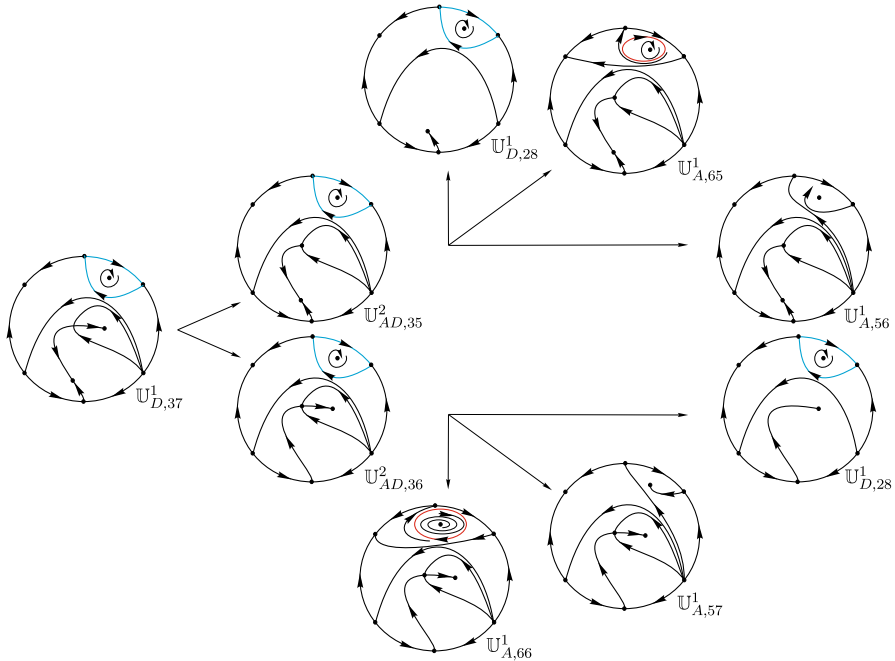 𝕌¹_{D,28}
𝕌¹_{A,65}
𝕌²_{AD,35}
𝕌¹_{A,56}
𝕌¹_{D,37}
𝕌²_{AD,36}
𝕌¹_{D,28}
𝕌¹_{A,57}
𝕌¹_{A,66}